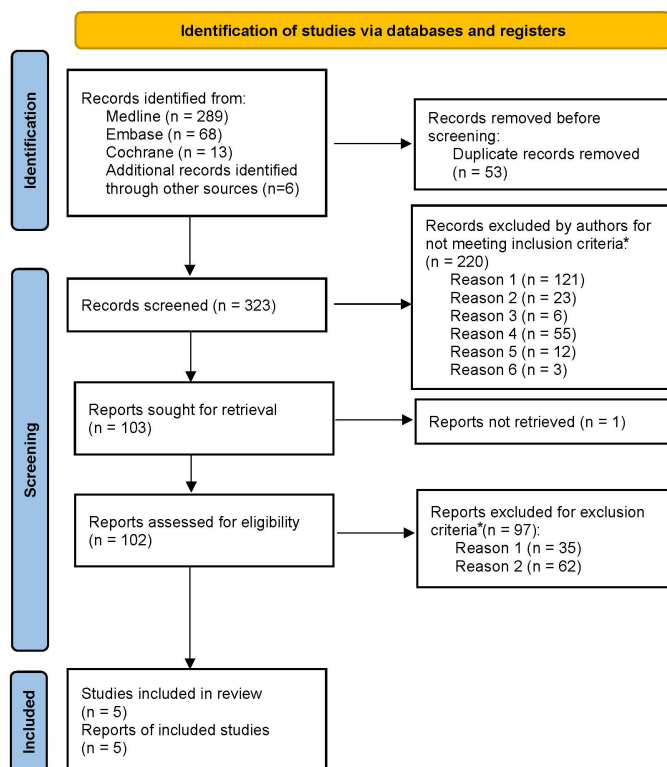 Identification of studies via databases and registers
Identification
Records identified from:
Medline (n = 289)
Embase (n = 68)
Cochrane (n = 13)
Additional records identified
through other sources (n=6)
Records removed before
screening:
Duplicate records removed
(n = 53)
Records excluded by authors for
not meeting inclusion criteria*:
(n = 220)
Reason 1 (n = 121)
Reason 2 (n = 23)
Reason 3 (n = 6)
Reason 4 (n = 55)
Reason 5 (n = 12)
Reason 6 (n = 3)
Screening
Records screened (n = 323)
Reports sought for retrieval
(n = 103)
Reports not retrieved (n = 1)
Reports assessed for eligibility
(n = 102)
Reports excluded for exclusion
criteria*(n = 97):
Reason 1 (n = 35)
Reason 2 (n = 62)
Included
Studies included in review
(n = 5)
Reports of included studies
(n = 5)